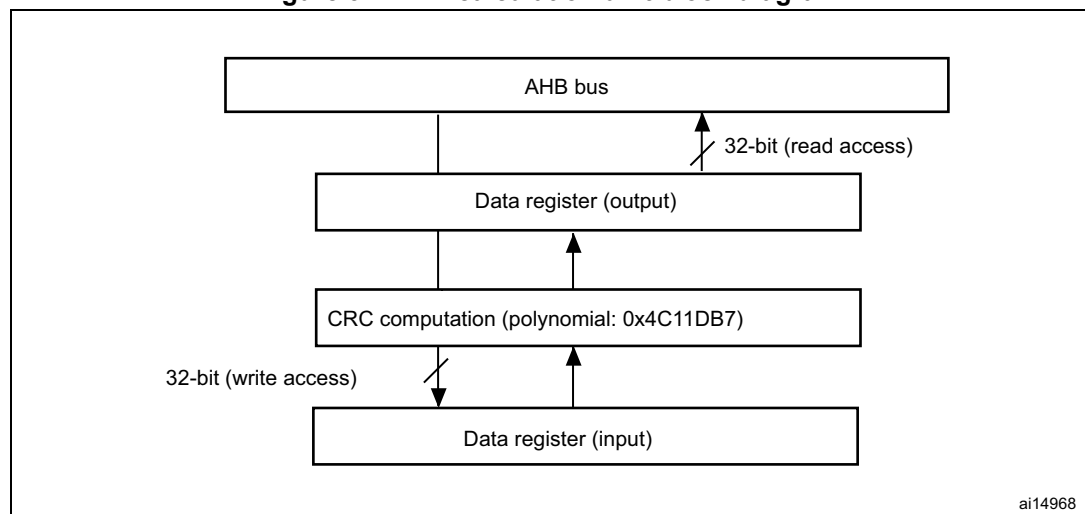 AHB bus
32-bit (read access)
Data register (output)
CRC computation (polynomial: 0x4C11DB7)
32-bit (write access)
Data register (input)
ai14968